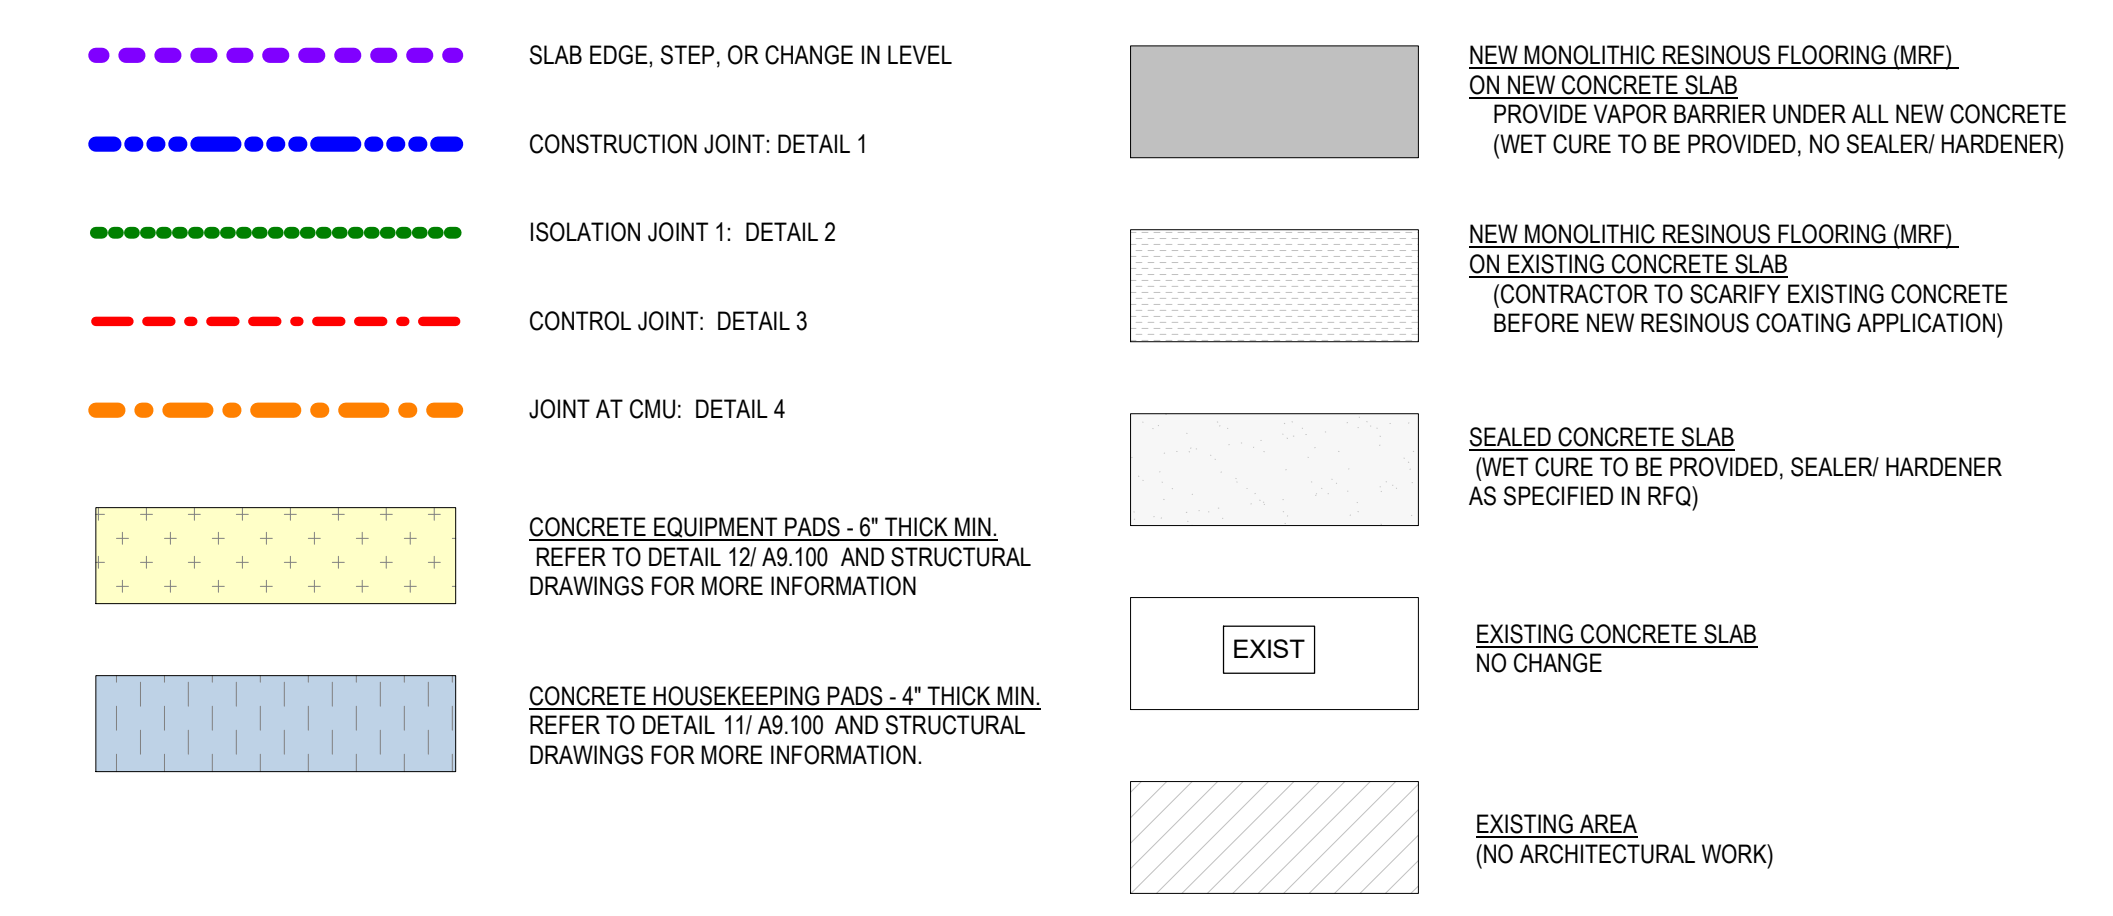 SLAB EDGE, STEP, OR CHANGE IN LEVEL
CONSTRUCTION JOINT: DETAIL 1
ISOLATION JOINT 1: DETAIL 2
CONTROL JOINT: DETAIL 3
JOINT AT CMU: DETAIL 4
CONCRETE EQUIPMENT PADS - 6" THICK MIN.
REFER TO DETAIL 12/ A9.100 AND STRUCTURAL
DRAWINGS FOR MORE INFORMATION
CONCRETE HOUSEKEEPING PADS - 4" THICK MIN.
REFER TO DETAIL 11/ A9.100 AND STRUCTURAL
DRAWINGS FOR MORE INFORMATION.
NEW MONOLITHIC RESINOUS FLOORING (MRF)
ON NEW CONCRETE SLAB
PROVIDE VAPOR BARRIER UNDER ALL NEW CONCRETE
(WET CURE TO BE PROVIDED, NO SEALER/ HARDENER)
NEW MONOLITHIC RESINOUS FLOORING (MRF)
ON EXISTING CONCRETE SLAB
(CONTRACTOR TO SCARIFY EXISTING CONCRETE
BEFORE NEW RESINOUS COATING APPLICATION)
SEALED CONCRETE SLAB
(WET CURE TO BE PROVIDED, SEALER/ HARDENER
AS SPECIFIED IN RFQ)
EXIST
EXISTING CONCRETE SLAB
NO CHANGE
EXISTING AREA
(NO ARCHITECTURAL WORK)